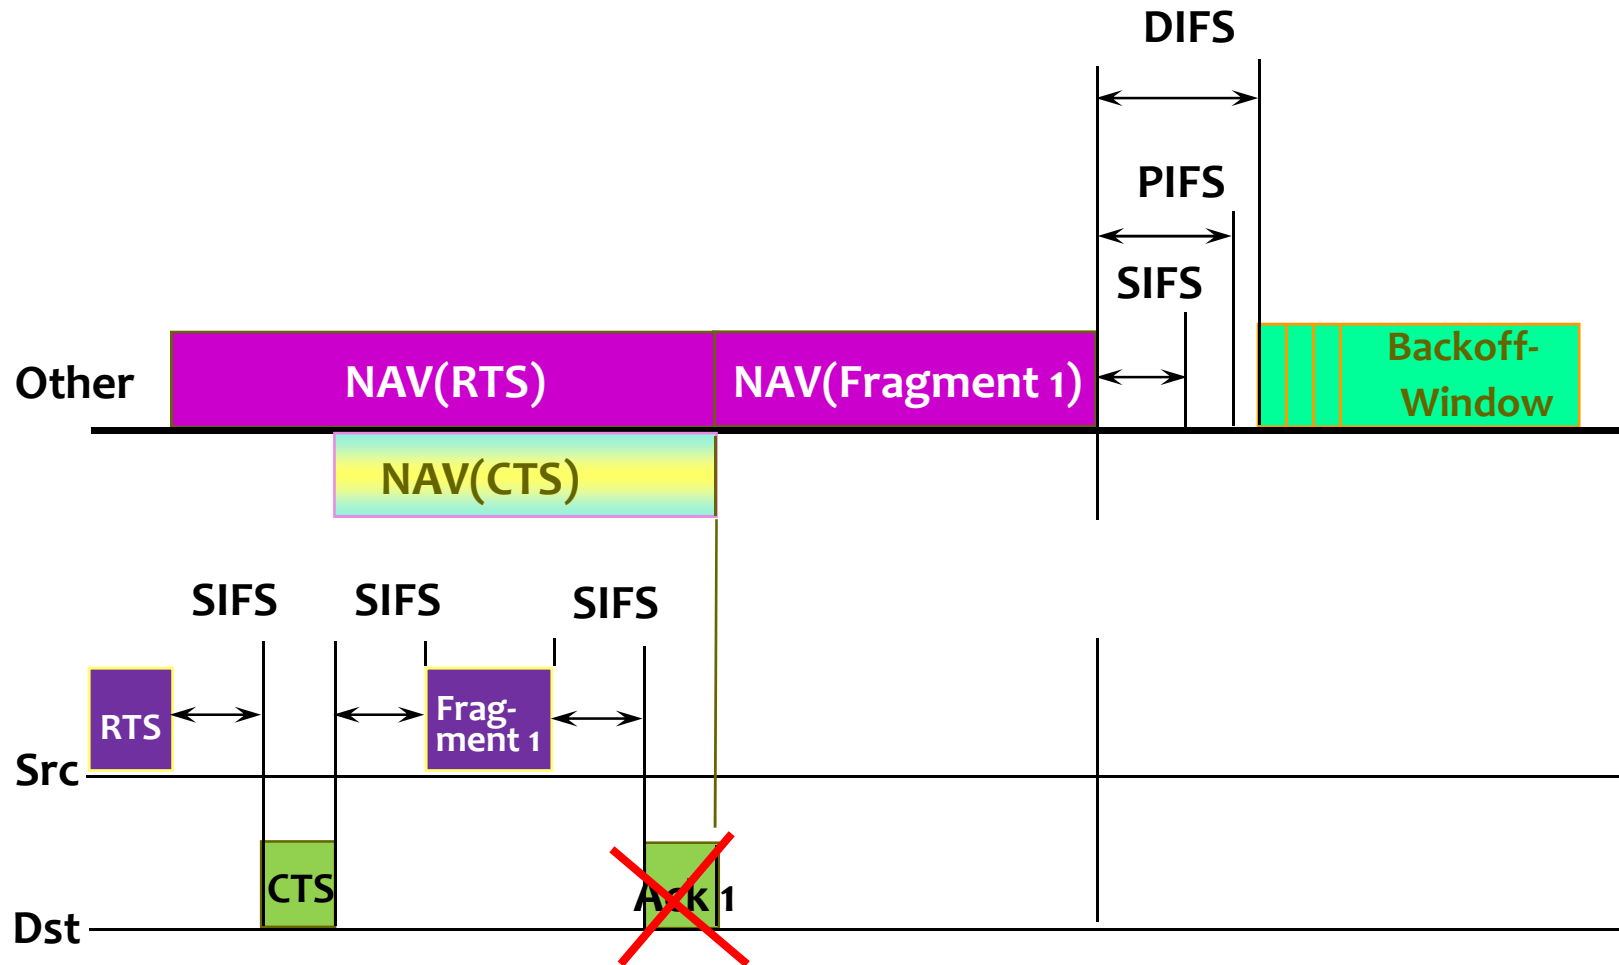 DIFS
PIFS
SIFS
Other
NAV(RTS)
NAV(Fragment 1)
Backoff-
Window
NAV(CTS)
SIFS
SIFS
SIFS
RTS
Frag-
ment 1
Src
CTS
Ack 1
Dst